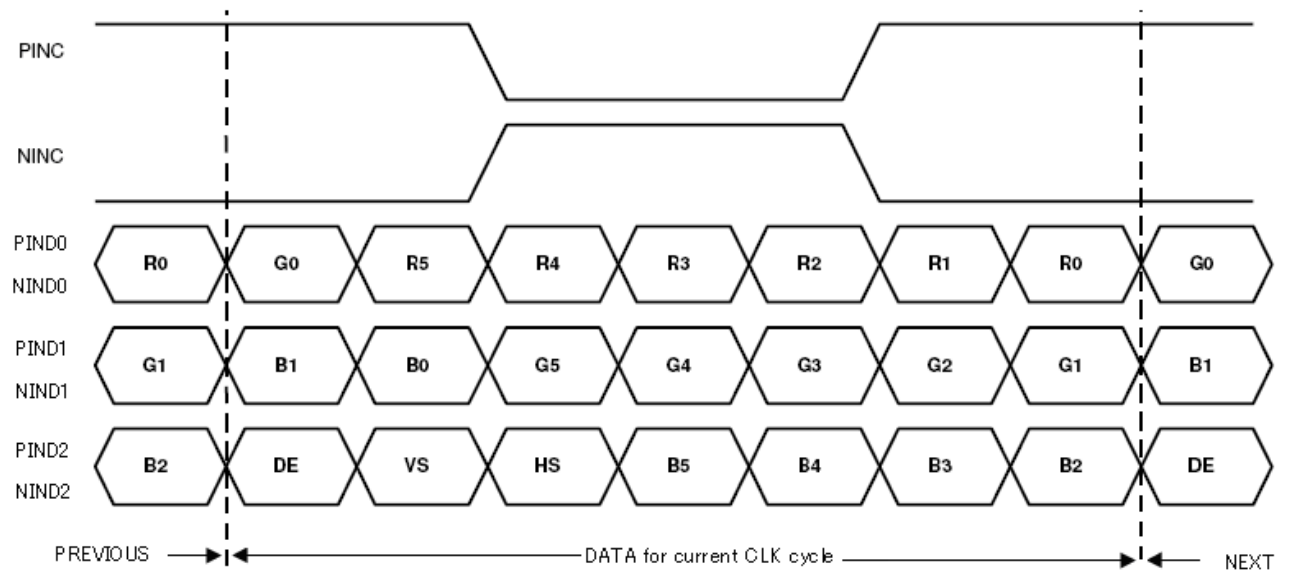 PINC
NINC
PIND0
NIND0
R0 G0 R5 R4 R3 R2 R1 R0 G0
PIND1
NIND1
G1 B1 B0 G5 G4 G3 G2 G1 B1
PIND2
NIND2
B2 DE VS HS B5 B4 B3 B2 DE
PREVIOUS DATA for current CLK cycle NEXT